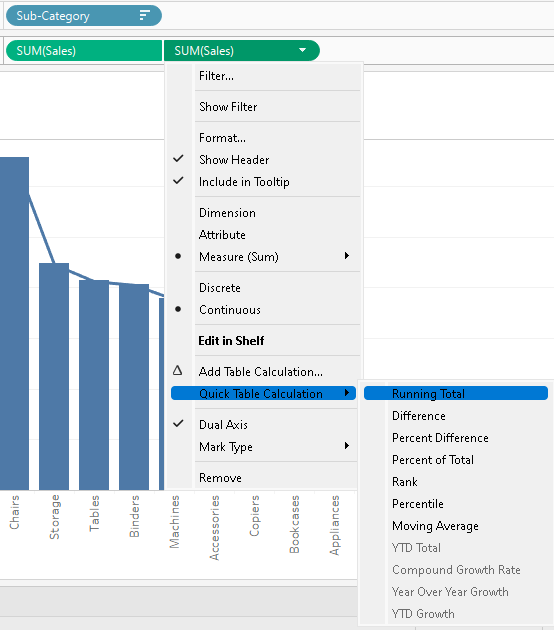 Sub-Category
SUM(Sales)
SUM(Sales)
Filter...
Show Filter
Format...
Show Header
Include in Tooltip
Dimension
Attribute
Measure (Sum)
Discrete
Continuous
Edit in Shelf
Add Table Calculation...
Quick Table Calculation
Dual Axis
Mark Type
Remove
Running Total
Difference
Percent Difference
Percent of Total
Rank
Percentile
Moving Average
YTD Total
Compound Growth Rate
Year Over Year Growth
YTD Growth
Chairs
Storage
Tables
Binders
Machines
Accessories
Copiers
Bookcases
Appliances